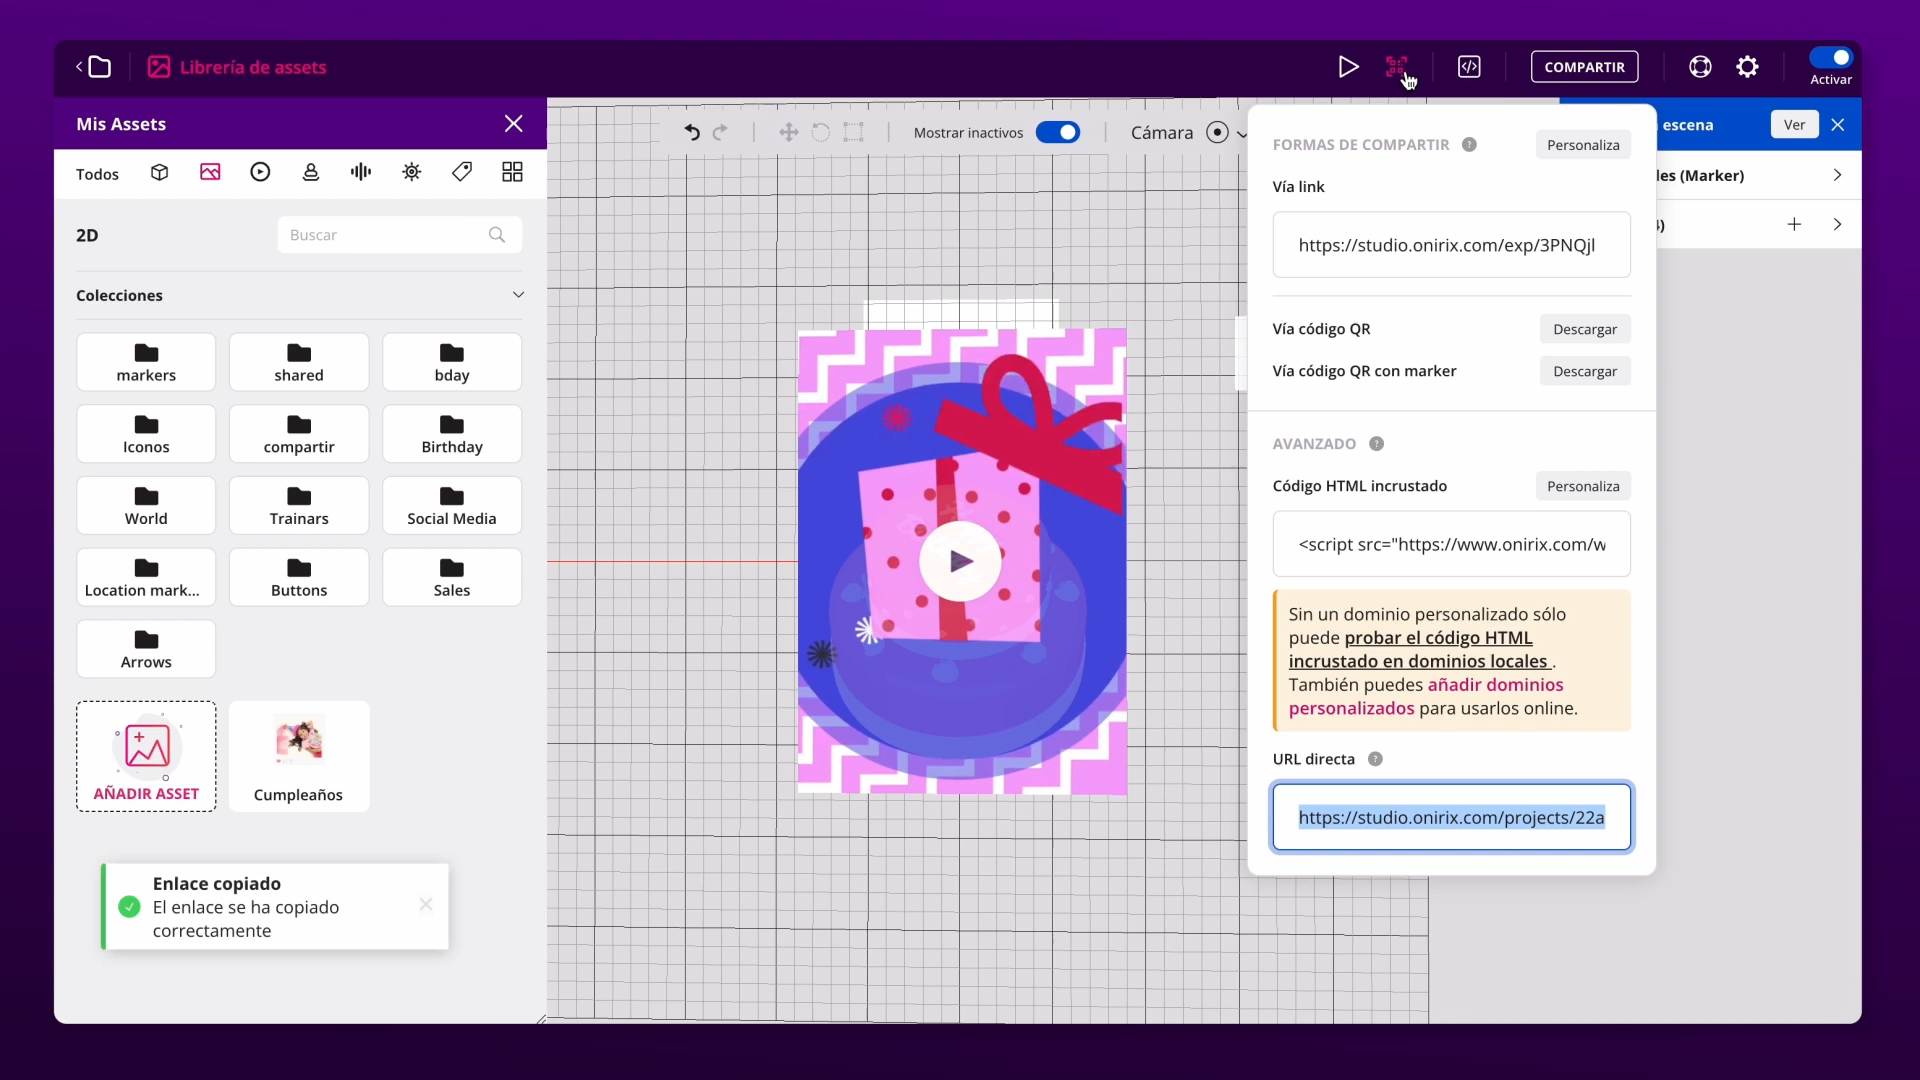 Librería de assets
COMPARTIR
Activar
Mis Assets
Todos
2D
Buscar
Colecciones
markers
shared
bday
Iconos
compartir
Birthday
World
Trainars
Social Media
Location mark...
Buttons
Sales
Arrows
AÑADIR ASSET
Cumpleaños
Enlace copiado
El enlace se ha copiado
correctamente
Mostrar inactivos
Cámara
FORMAS DE COMPARTIR
Personaliza
Vía link
https://studio.onirix.com/exp/3PNQjl
Vía código QR
Descargar
Vía código QR con marker
Descargar
AVANZADO
Código HTML incrustado
Personaliza
<script src="https://www.onirix.com/w
Sin un dominio personalizado sólo
puede probar el código HTML
incrustado en dominios locales .
También puedes añadir dominios
personalizados para usarlos online.
URL directa
https://studio.onirix.com/projects/22a
escena
Ver
les (Marker)